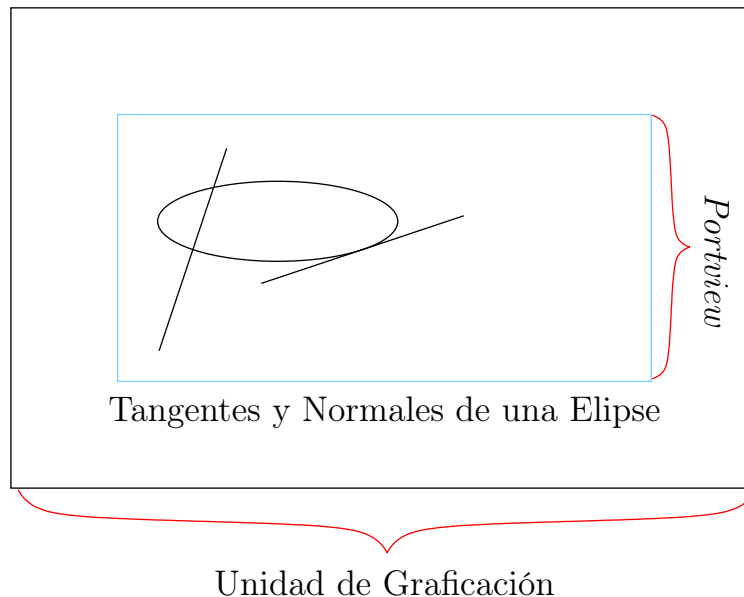 Portview
Tangentes y Normales de una Elipse
Unidad de Graficación